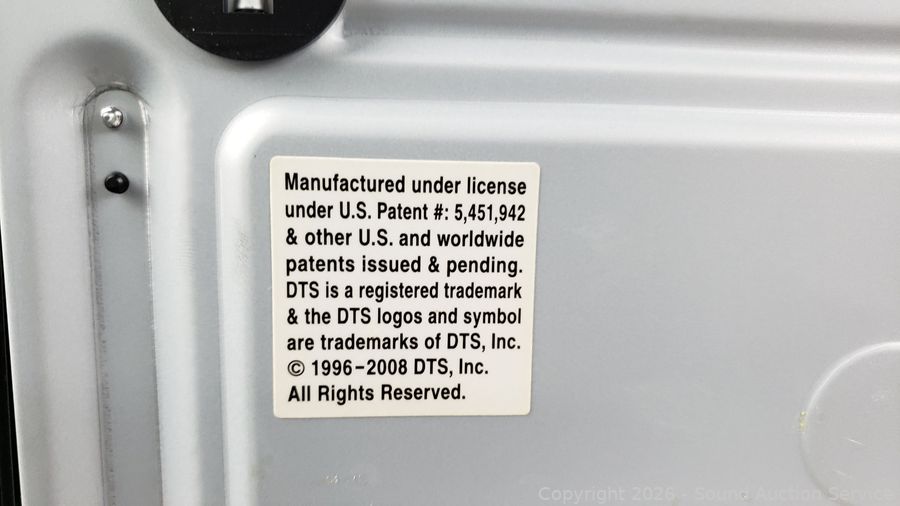 Manufactured under license
under U.S. Patent #: 5,451,942
& other U.S. and worldwide
patents issued & pending.
DTS is a registered trademark
& the DTS logos and symbol
are trademarks of DTS, Inc.
© 1996-2008 DTS, Inc.
All Rights Reserved.
Copyright 2026 - Sound Auction Service